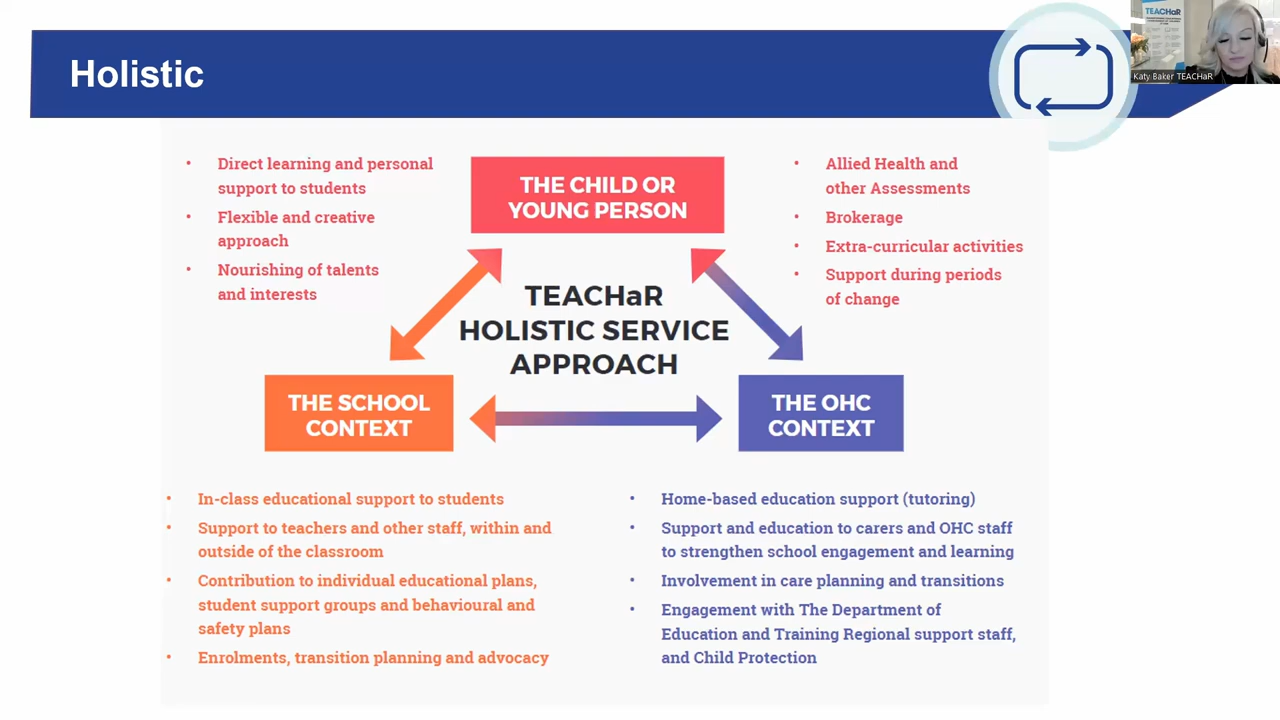 Holistic
TEACHaR
Katy Baker TEACHaR
Direct learning and personal
support to students
Flexible and creative
approach
Nourishing of talents
and interests
THE CHILD OR
YOUNG PERSON
Allied Health and
other Assessments
Brokerage
Extra-curricular activities
Support during periods
of change
TEACHaR
HOLISTIC SERVICE
APPROACH
THE SCHOOL
CONTEXT
THE OHC
CONTEXT
In-class educational support to students
Support to teachers and other staff, within and
outside of the classroom
Contribution to individual educational plans,
student support groups and behavioural and
safety plans
Enrolments, transition planning and advocacy
Home-based education support (tutoring)
Support and education to carers and OHC staff
to strengthen school engagement and learning
Involvement in care planning and transitions
Engagement with The Department of
Education and Training Regional support staff,
and Child Protection